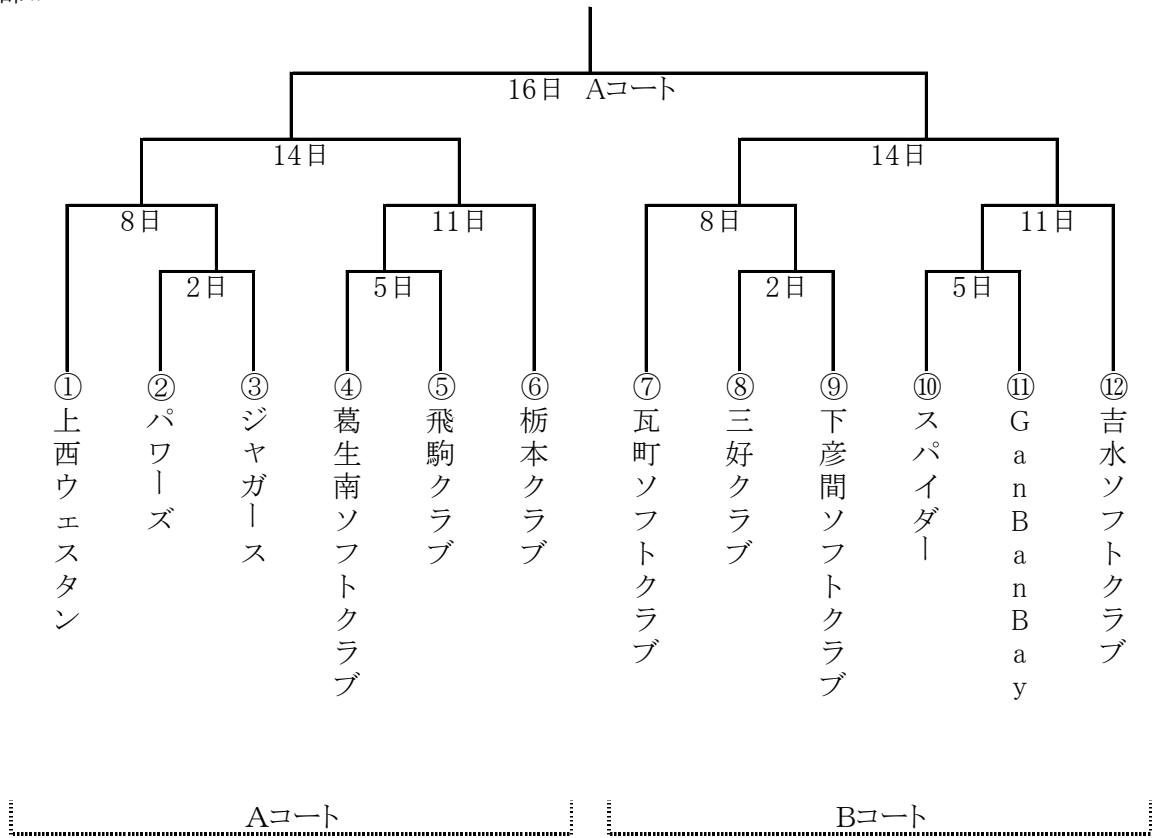 16日 Aコート
14日
14日
8日
11日
8日
11日
2日
5日
2日
5日
①上西ウェスタン
②パワーズ
③ジャガース
④葛生南ソフトクラブ
⑤飛駒クラブ
⑥栃本クラブ
⑦瓦町ソフトクラブ
⑧三好クラブ
⑨下彦間ソフトクラブ
⑩スパイダー
⑪GanBanBay
⑫吉水ソフトクラブ
Aコート
Bコート